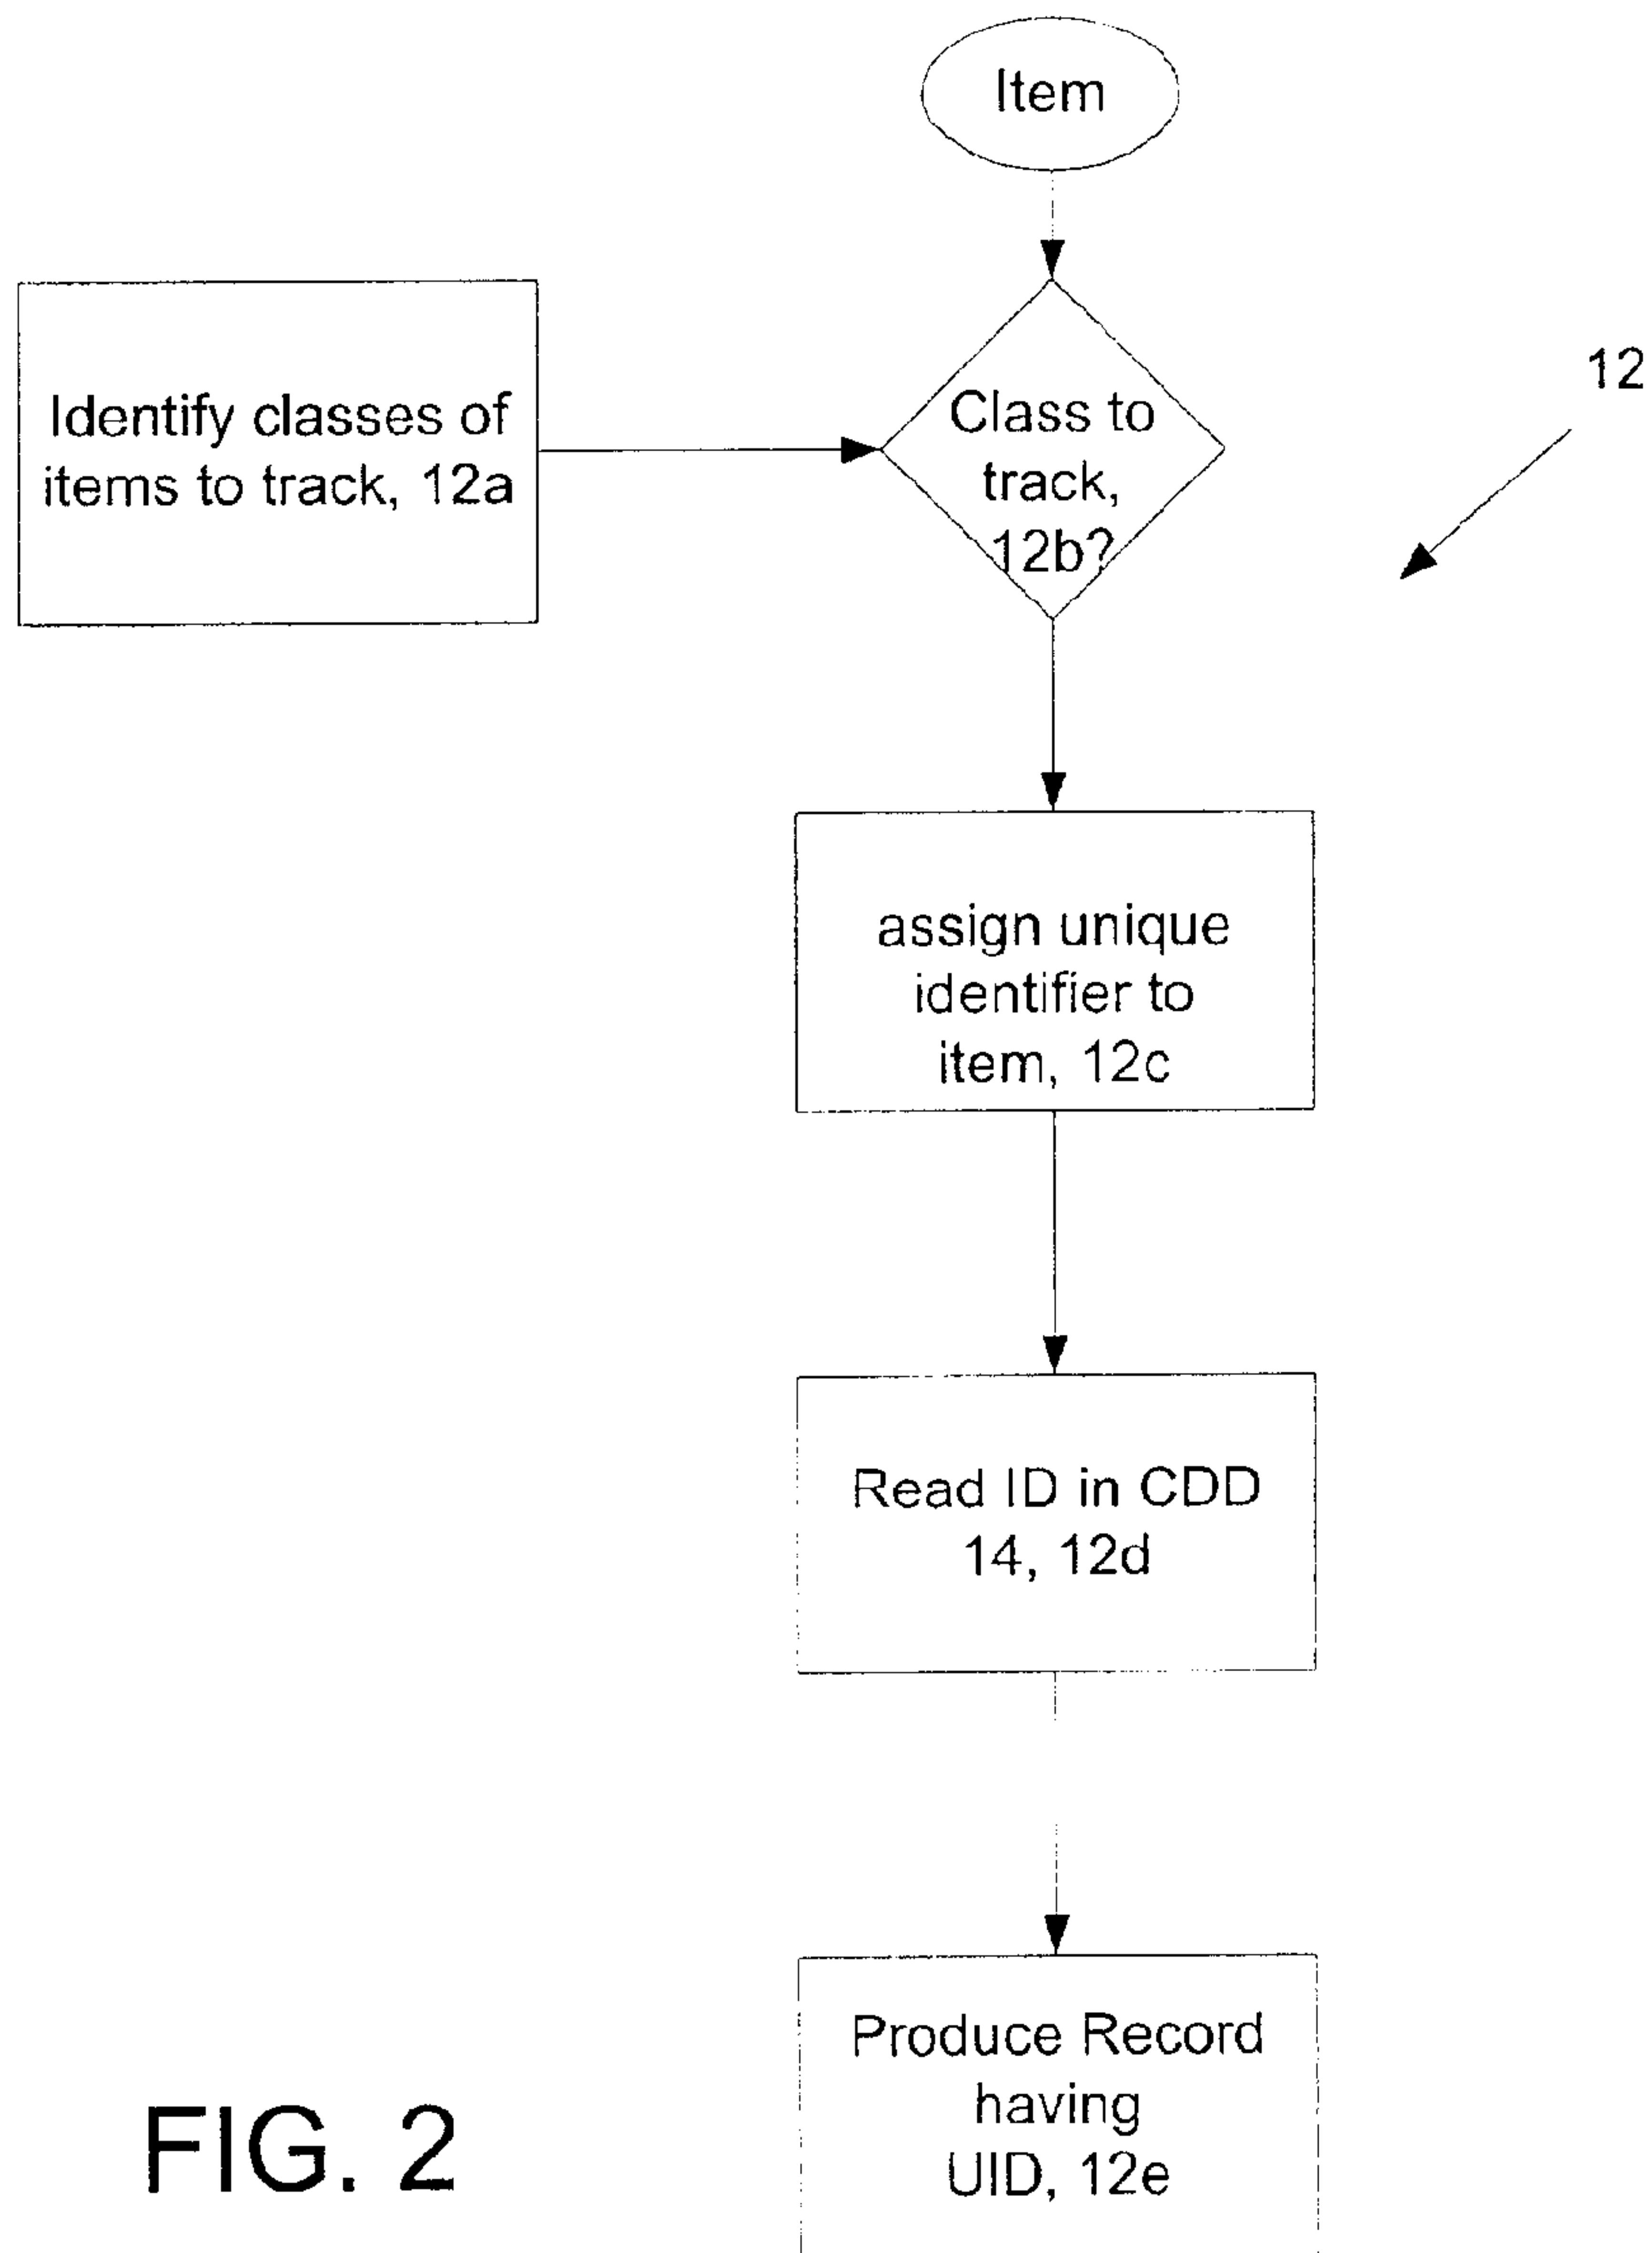 Item
Identify classes of
items to track, 12a
Class to
track,
12b?
12
assign unique
identifier to
item, 12c
Read ID in CDD
14, 12d
Produce Record
having
UID, 12e
FIG. 2